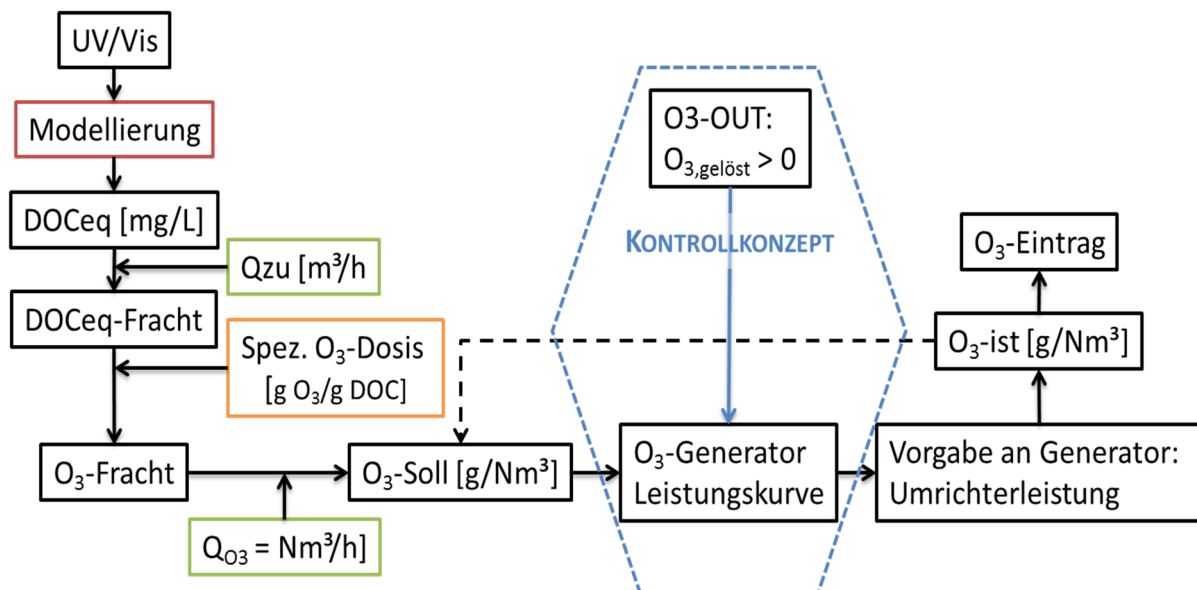 UV/Vis
Modellierung
DOCeq [mg/L]
Qzu [m³/h
DOCeq-Fracht
Spez. O₃-Dosis
[g O₃/g DOC]
O₃-Fracht
Q_O3 = Nm³/h]
O₃-Soll [g/Nm³]
O3-OUT:
O₃,gelöst > 0
KONTROLLKONZEPT
O₃-Generator
Leistungskurve
Vorgabe an Generator:
Umrichterleistung
O₃-ist [g/Nm³]
O₃-Eintrag